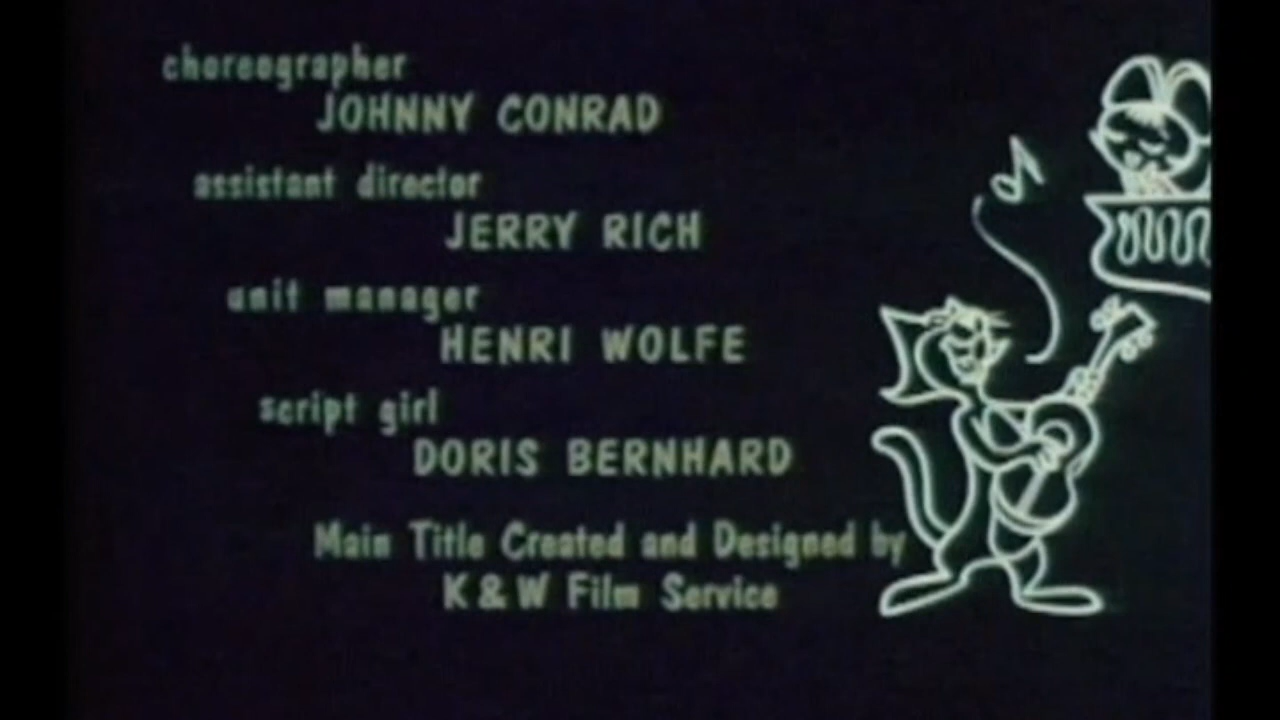 choreographer
JOHNNY CONRAD
assistant director
JERRY RICH
unit manager
HENRI WOLFE
script girl
DORIS BERNHARD
Main Title Created and Designed by
K & W Film Service